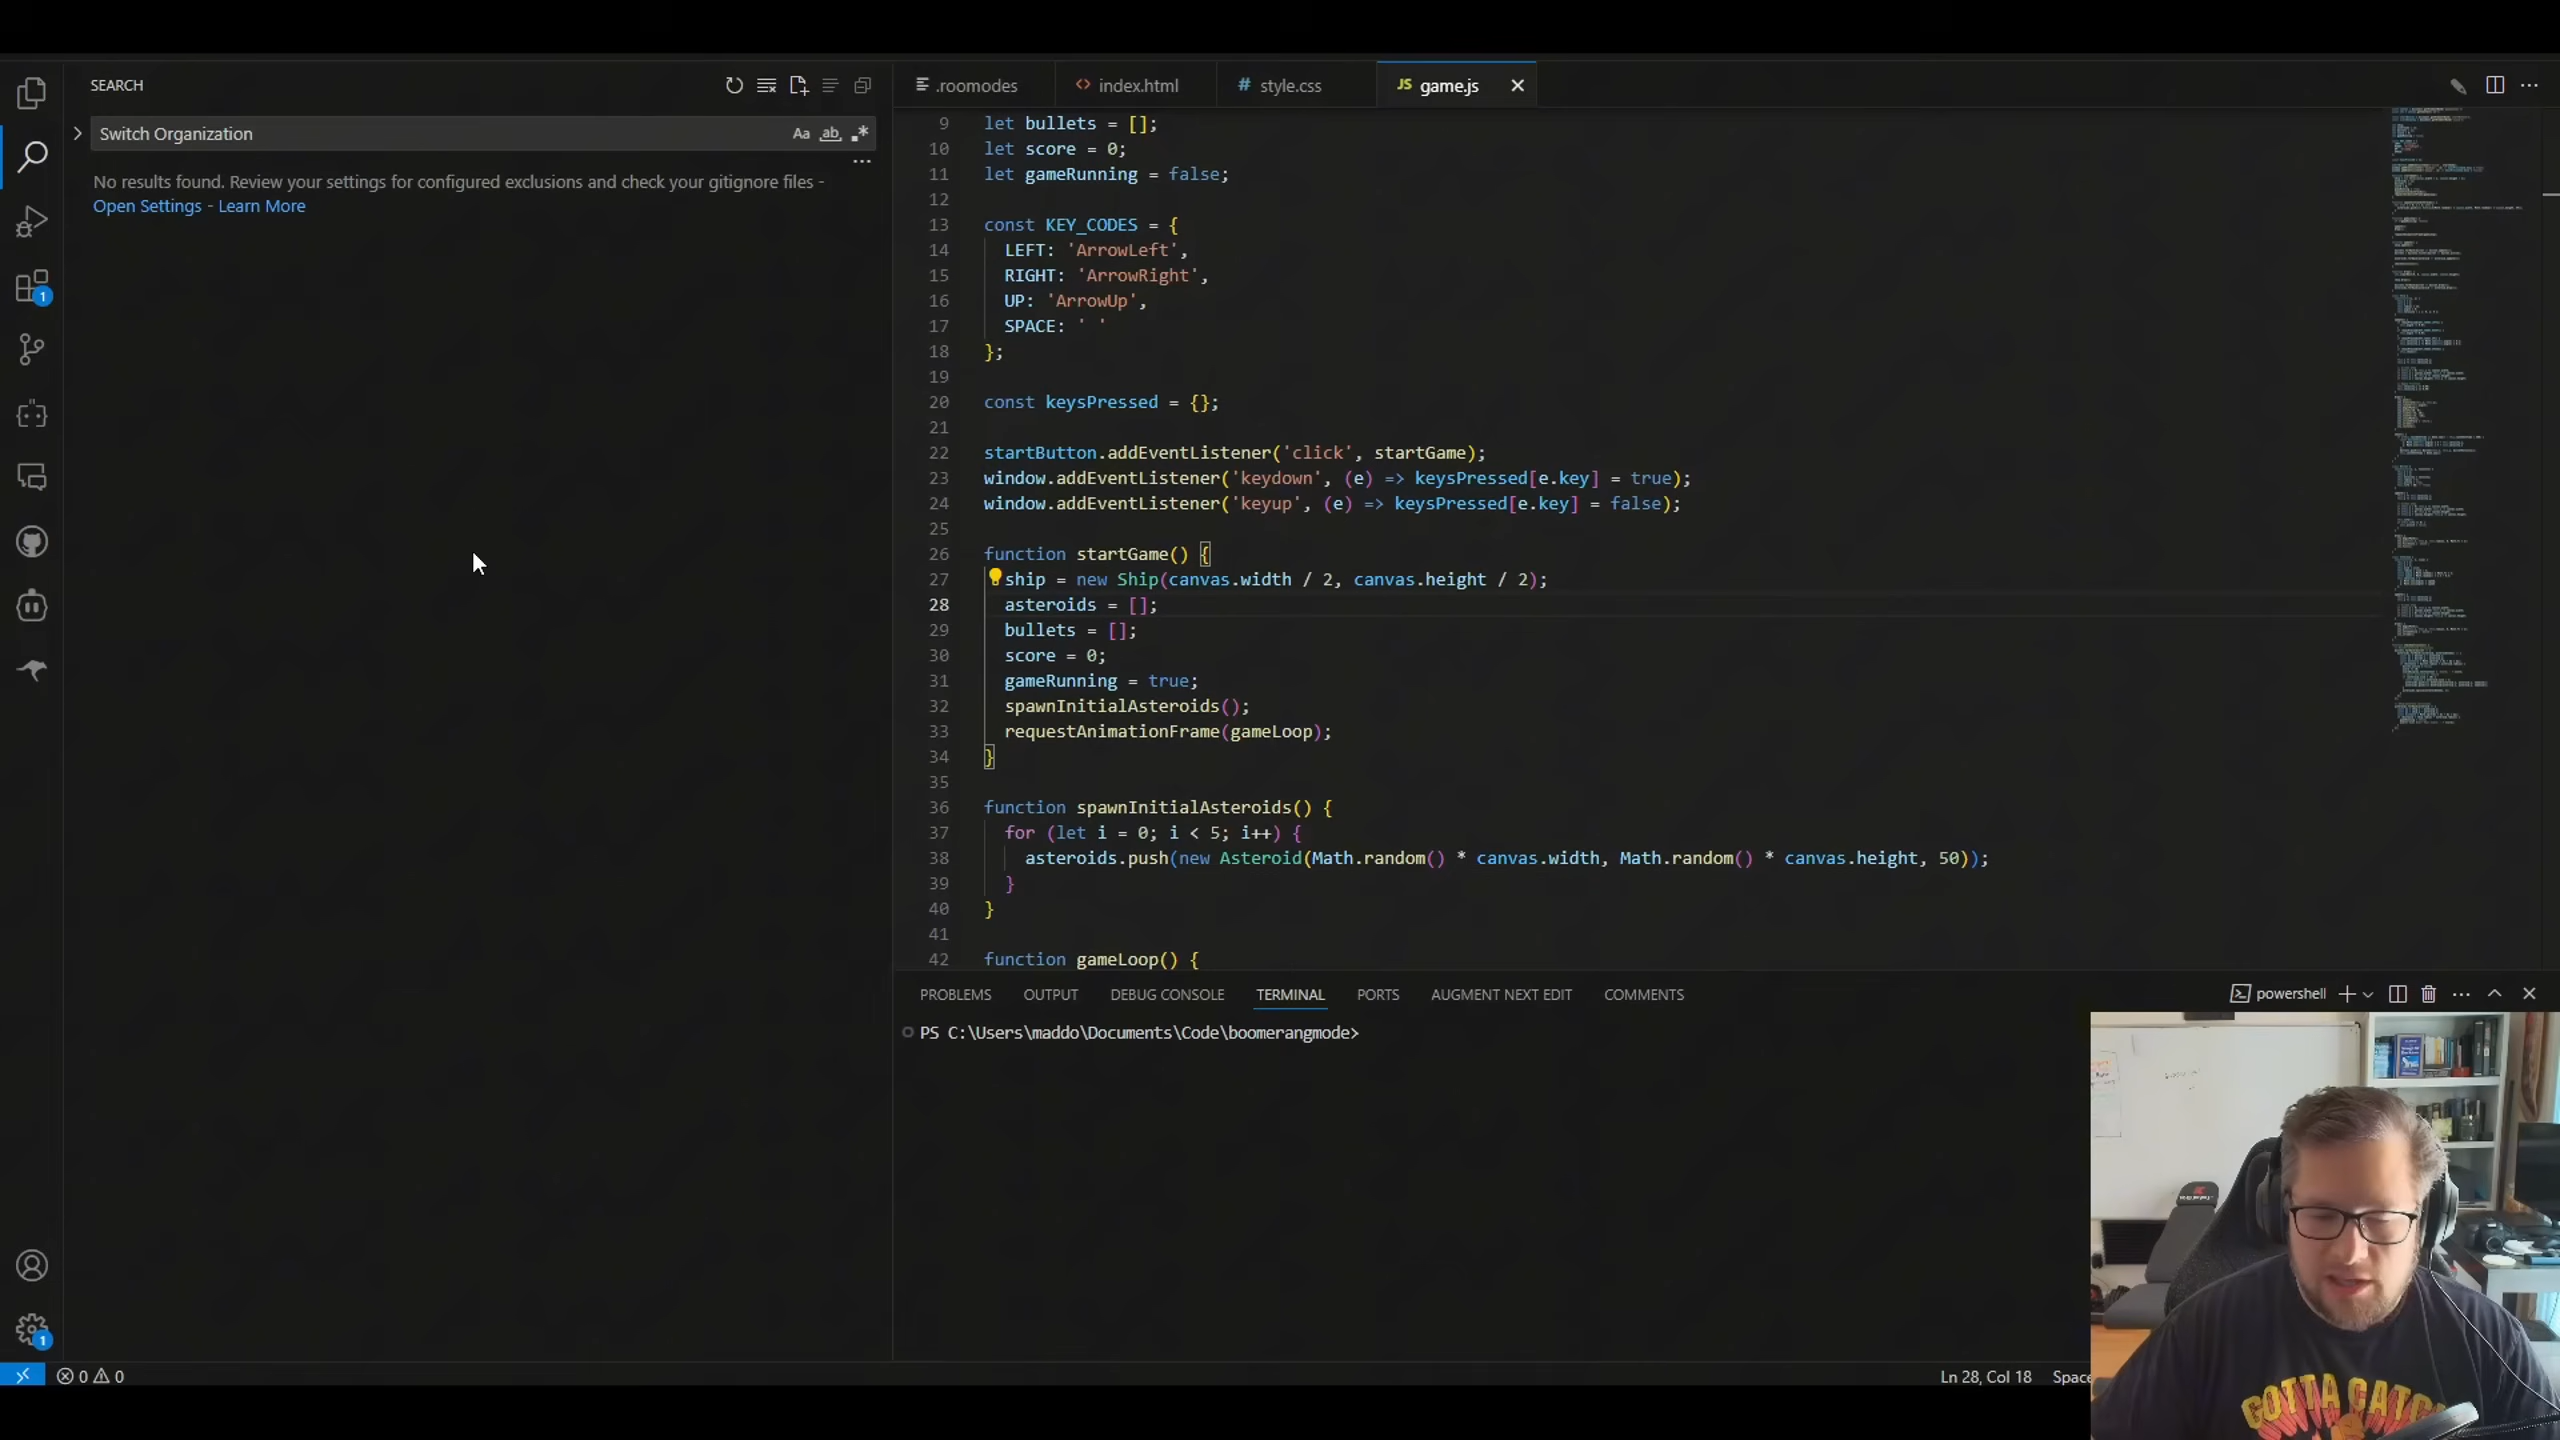 SEARCH
Switch Organization
Aa ab .*
No results found. Review your settings for configured exclusions and check your gitignore files -
Open Settings - Learn More
1
1
.roomodes
<> index.html
# style.css
JS game.js
9 let bullets = [];
10 let score = 0;
11 let gameRunning = false;
12
13 const KEY_CODES = {
14 LEFT: 'ArrowLeft',
15 RIGHT: 'ArrowRight',
16 UP: 'ArrowUp',
17 SPACE: ' '
18 };
19
20 const keysPressed = {};
21
22 startButton.addEventListener('click', startGame);
23 window.addEventListener('keydown', (e) => keysPressed[e.key] = true);
24 window.addEventListener('keyup', (e) => keysPressed[e.key] = false);
25
26 function startGame() {
27 ship = new Ship(canvas.width / 2, canvas.height / 2);
28 asteroids = [];
29 bullets = [];
30 score = 0;
31 gameRunning = true;
32 spawnInitialAsteroids();
33 requestAnimationFrame(gameLoop);
34 }
35
36 function spawnInitialAsteroids() {
37 for (let i = 0; i < 5; i++) {
38 asteroids.push(new Asteroid(Math.random() * canvas.width, Math.random() * canvas.height, 50));
39 }
40 }
41
42 function gameLoop() {
PROBLEMS OUTPUT DEBUG CONSOLE TERMINAL PORTS AUGMENT NEXT EDIT COMMENTS
powershell
PS C:\Users\maddo\Documents\Code\boomerangmode>
0 0
Ln 28, Col 18 Space
GOTTA CATC